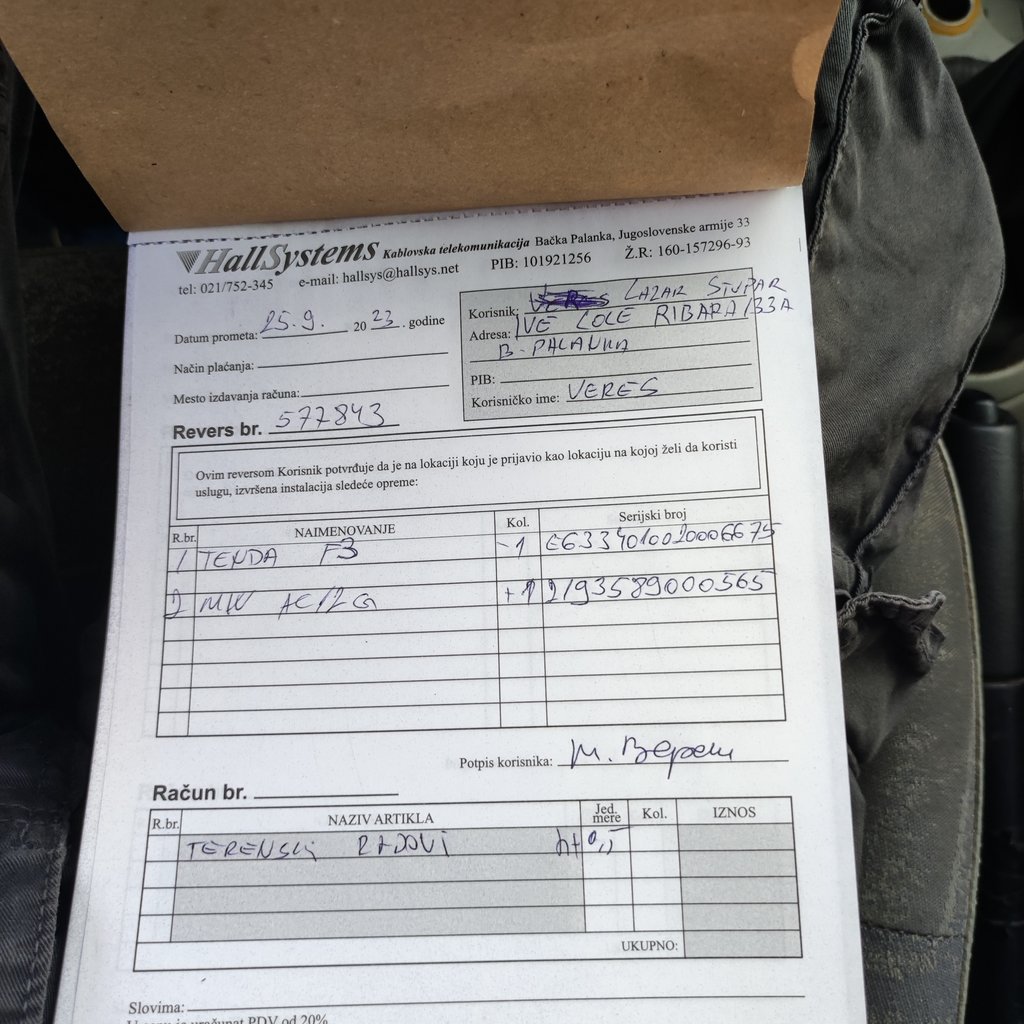 HallSystems Kablovska telekomunikacija Bačka Palanka, Jugoslovenske armije 33
tel: 021/752-345 e-mail: hallsys@hallsys.net PIB: 101921256 Ž.R: 160-157296-93
Datum prometa: 25.9. 20 23. godine
Način plaćanja:
Mesto izdavanja računa:
Revers br. 577843
Korisnik: LAZAR STUPAR
Adresa: IVE LOLE RIBARA 133A
B. PALANKA
PIB:
Korisničko ime: VERES
Ovim reversom Korisnik potvrđuje da je na lokaciji koju je prijavio kao lokaciju na kojoj želi da koristi
uslugu, izvršena instalacija sledeće opreme:
R.br. NAIMENOVANJE Kol. Serijski broj
1 TENDA F3 -1 E6334010020006675
2 +1 2193589000565
Potpis korisnika: М. Вереш
Račun br.
R.br. NAZIV ARTIKLA Jed. mere Kol. IZNOS
TERENSKI RADOVI
UKUPNO:
Slovima: